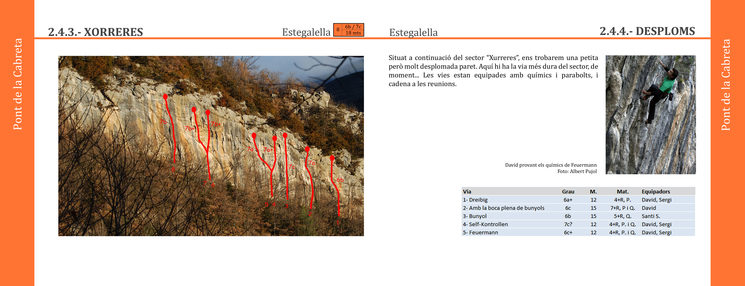 Pont de la Cabreta
2.4.3.- XORRERES
Estegalella
8
6b / 7c
18 mts
Estegalella
2.4.4.- DESPLOMS
Situat a continuació del sector "Xurreres", ens trobarem una petita
però molt desplomada paret. Aquí hi ha la via més dura del sector, de
moment... Les vies estan equipades amb químics i parabolts, i
cadena a les reunions.
David provant els químics de Feuermann
Foto: Albert Pujol
Via Grau M. Mat. Equipadors
1- Dreibig 6a+ 12 4+R, P. David, Sergi
2- Amb la boca plena de bunyols 6c 15 7+R, P i Q. David
3- Bunyol 6b 15 5+R, Q. Santi S.
4- Self-Kontrollen 7c? 12 4+R, P. i Q. David, Sergi
5- Feuermann 6c+ 12 4+R, P. i Q. David, Sergi
Pont de la Cabreta